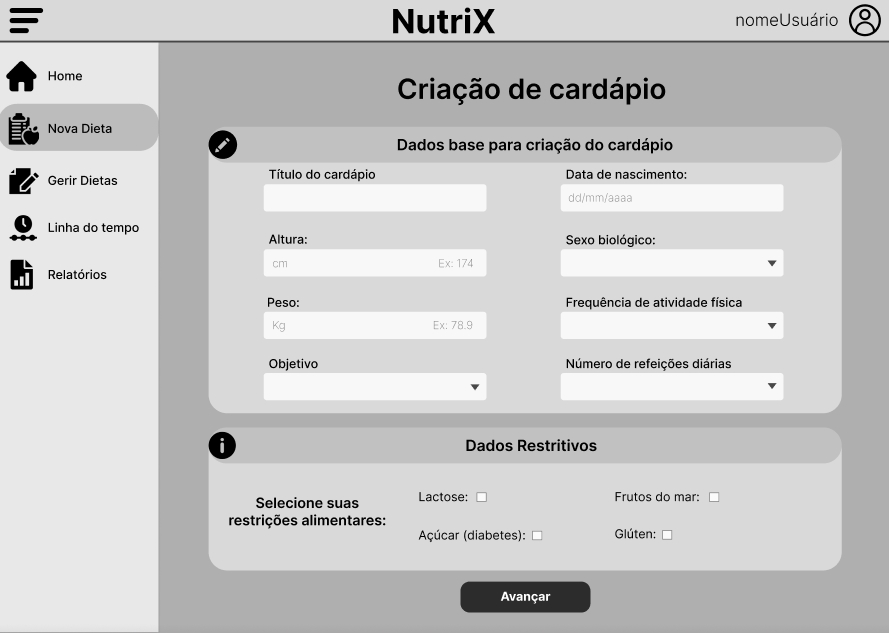 NutriX
nomeUsuário
Home
Nova Dieta
Gerir Dietas
Linha do tempo
Relatórios
Criação de cardápio
Dados base para criação do cardápio
Título do cardápio
Data de nascimento:
dd/mm/aaaa
Altura:
cm Ex: 174
Sexo biológico:
Peso:
Kg Ex: 78.9
Frequência de atividade física
Objetivo
Número de refeições diárias
Dados Restritivos
Selecione suas
restrições alimentares:
Lactose:
Frutos do mar:
Açúcar (diabetes):
Glúten:
Avançar